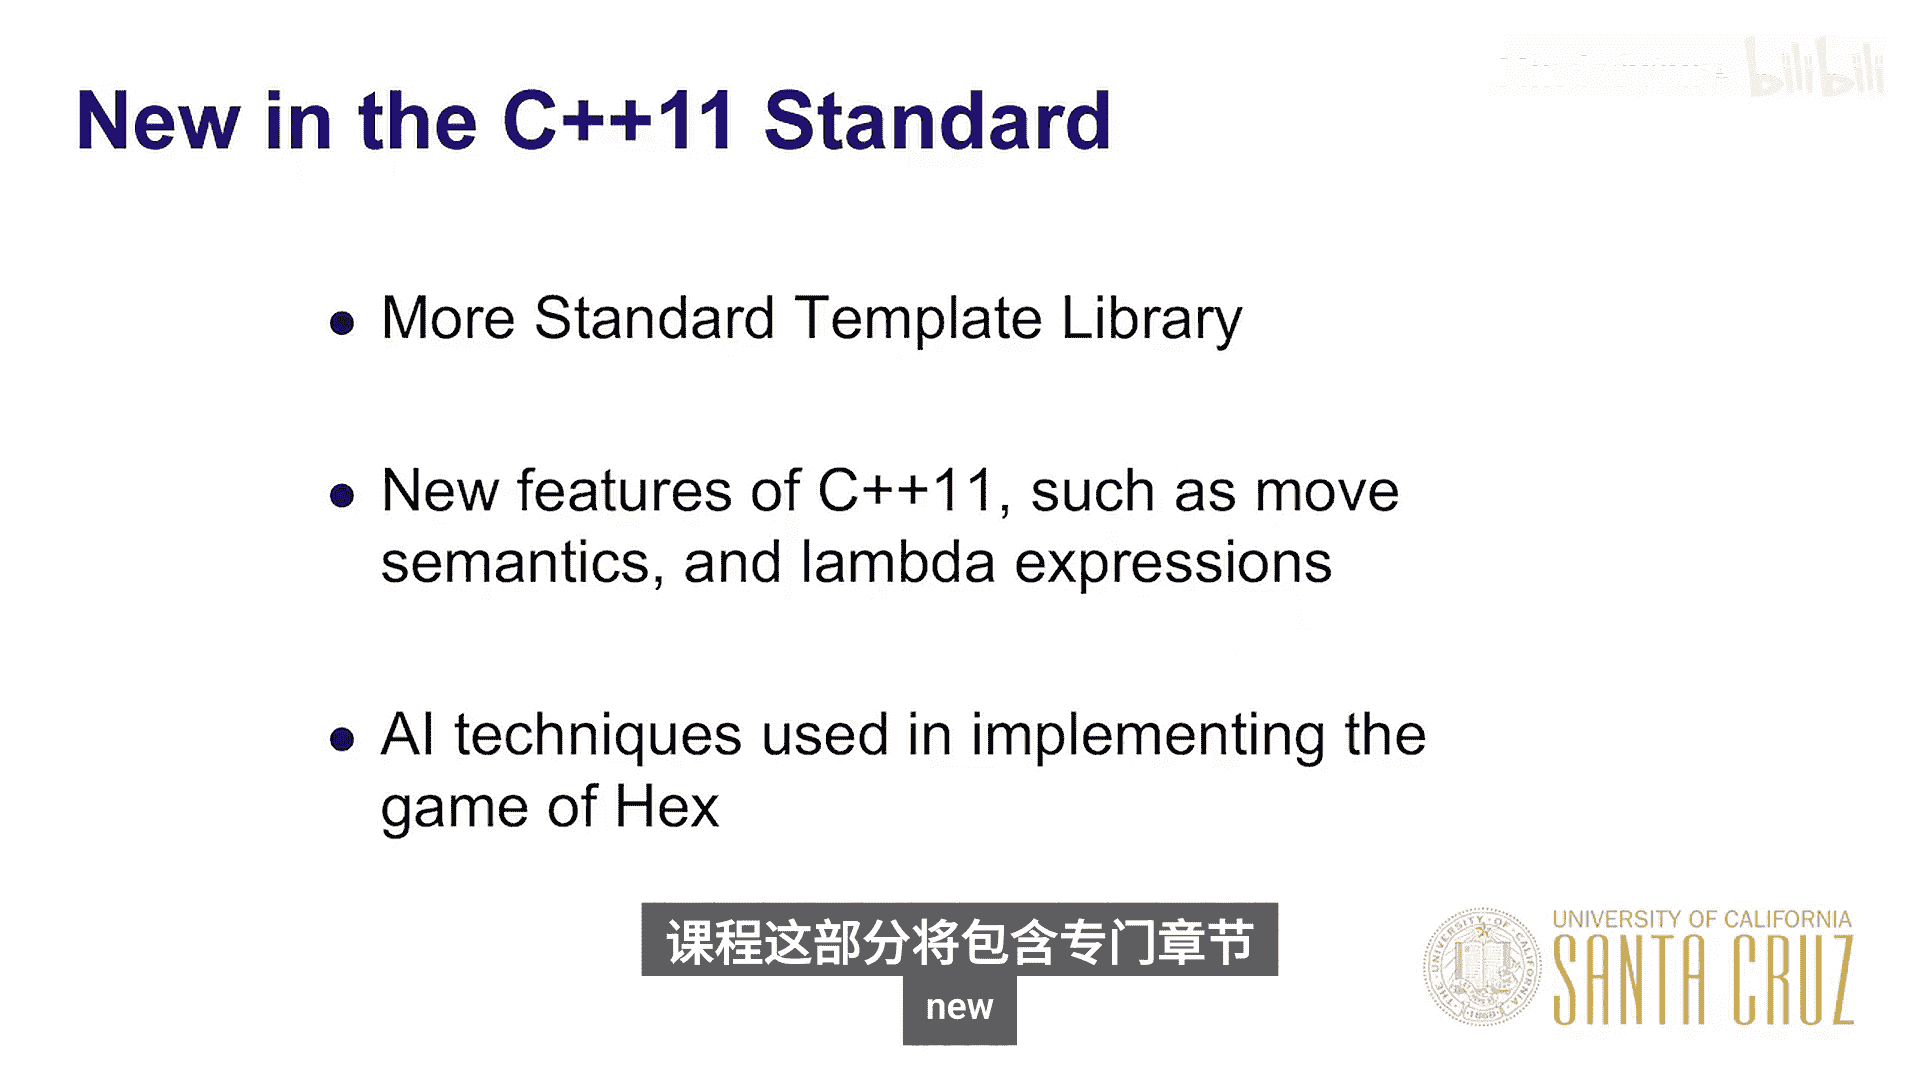 bilibili
New in the C++11 Standard
• More Standard Template Library
• New features of C++11, such as move
semantics, and lambda expressions
• AI techniques used in implementing the
game of Hex
课程这部分将包含专门章节
new
UNIVERSITY OF CALIFORNIA
SANTA CRUZ